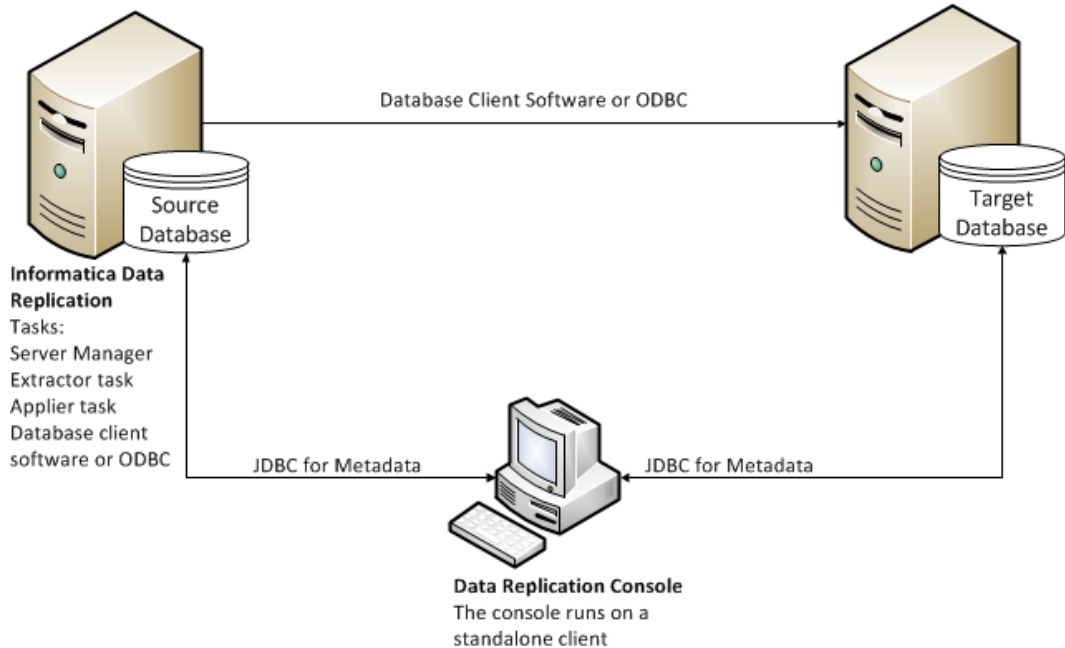 Database Client Software or ODBC
Source
Database
Target
Database
Informatica Data
Replication
Tasks:
Server Manager
Extractor task
Applier task
Database client
software or ODBC
JDBC for Metadata
JDBC for Metadata
Data Replication Console
The console runs on a
standalone client